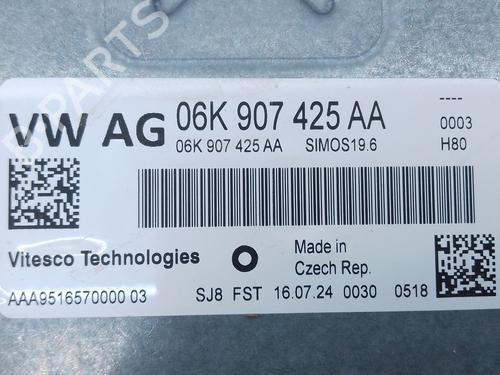 VW AG 06K 907 425 AA
----
0003
06K 907 425 AA SIMOS19.6 H80
Vitesco Technologies
Made in
Czech Rep.
AAA9516570000 03 SJ8 FST 16.07.24 0030 0518
B-PARTS